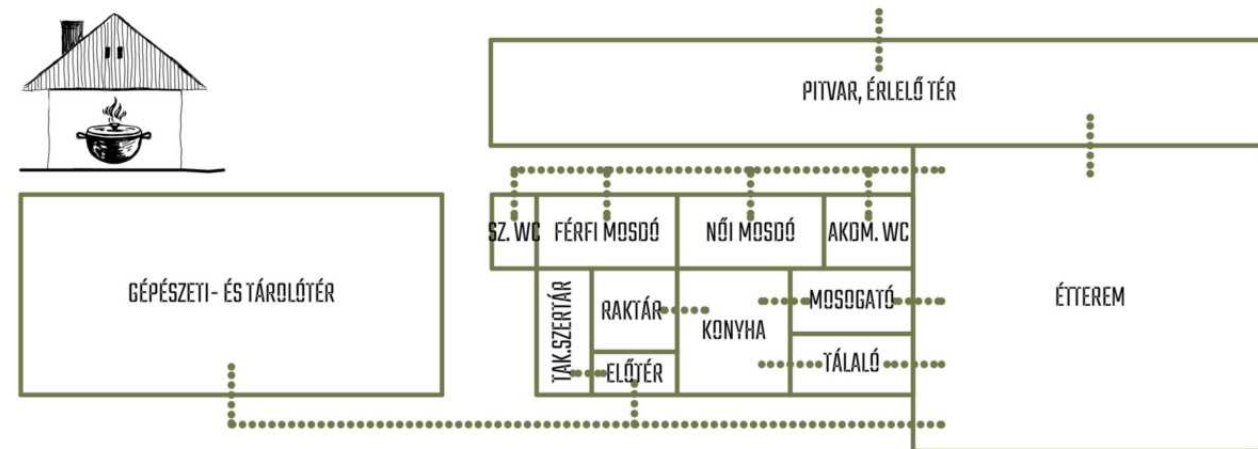 PITVAR, ÉRLELŐ TÉR
SZ. WC
FÉRFI MOSDÓ
NŐI MOSDÓ
AKDM. WC
GÉPÉSZETI- ÉS TÁROLÓTÉR
TAK.SZERTÁR
RAKTÁR
KONYHA
MOSOGATÓ
ÉTTEREM
ELŐTÉR
TÁLALÓ